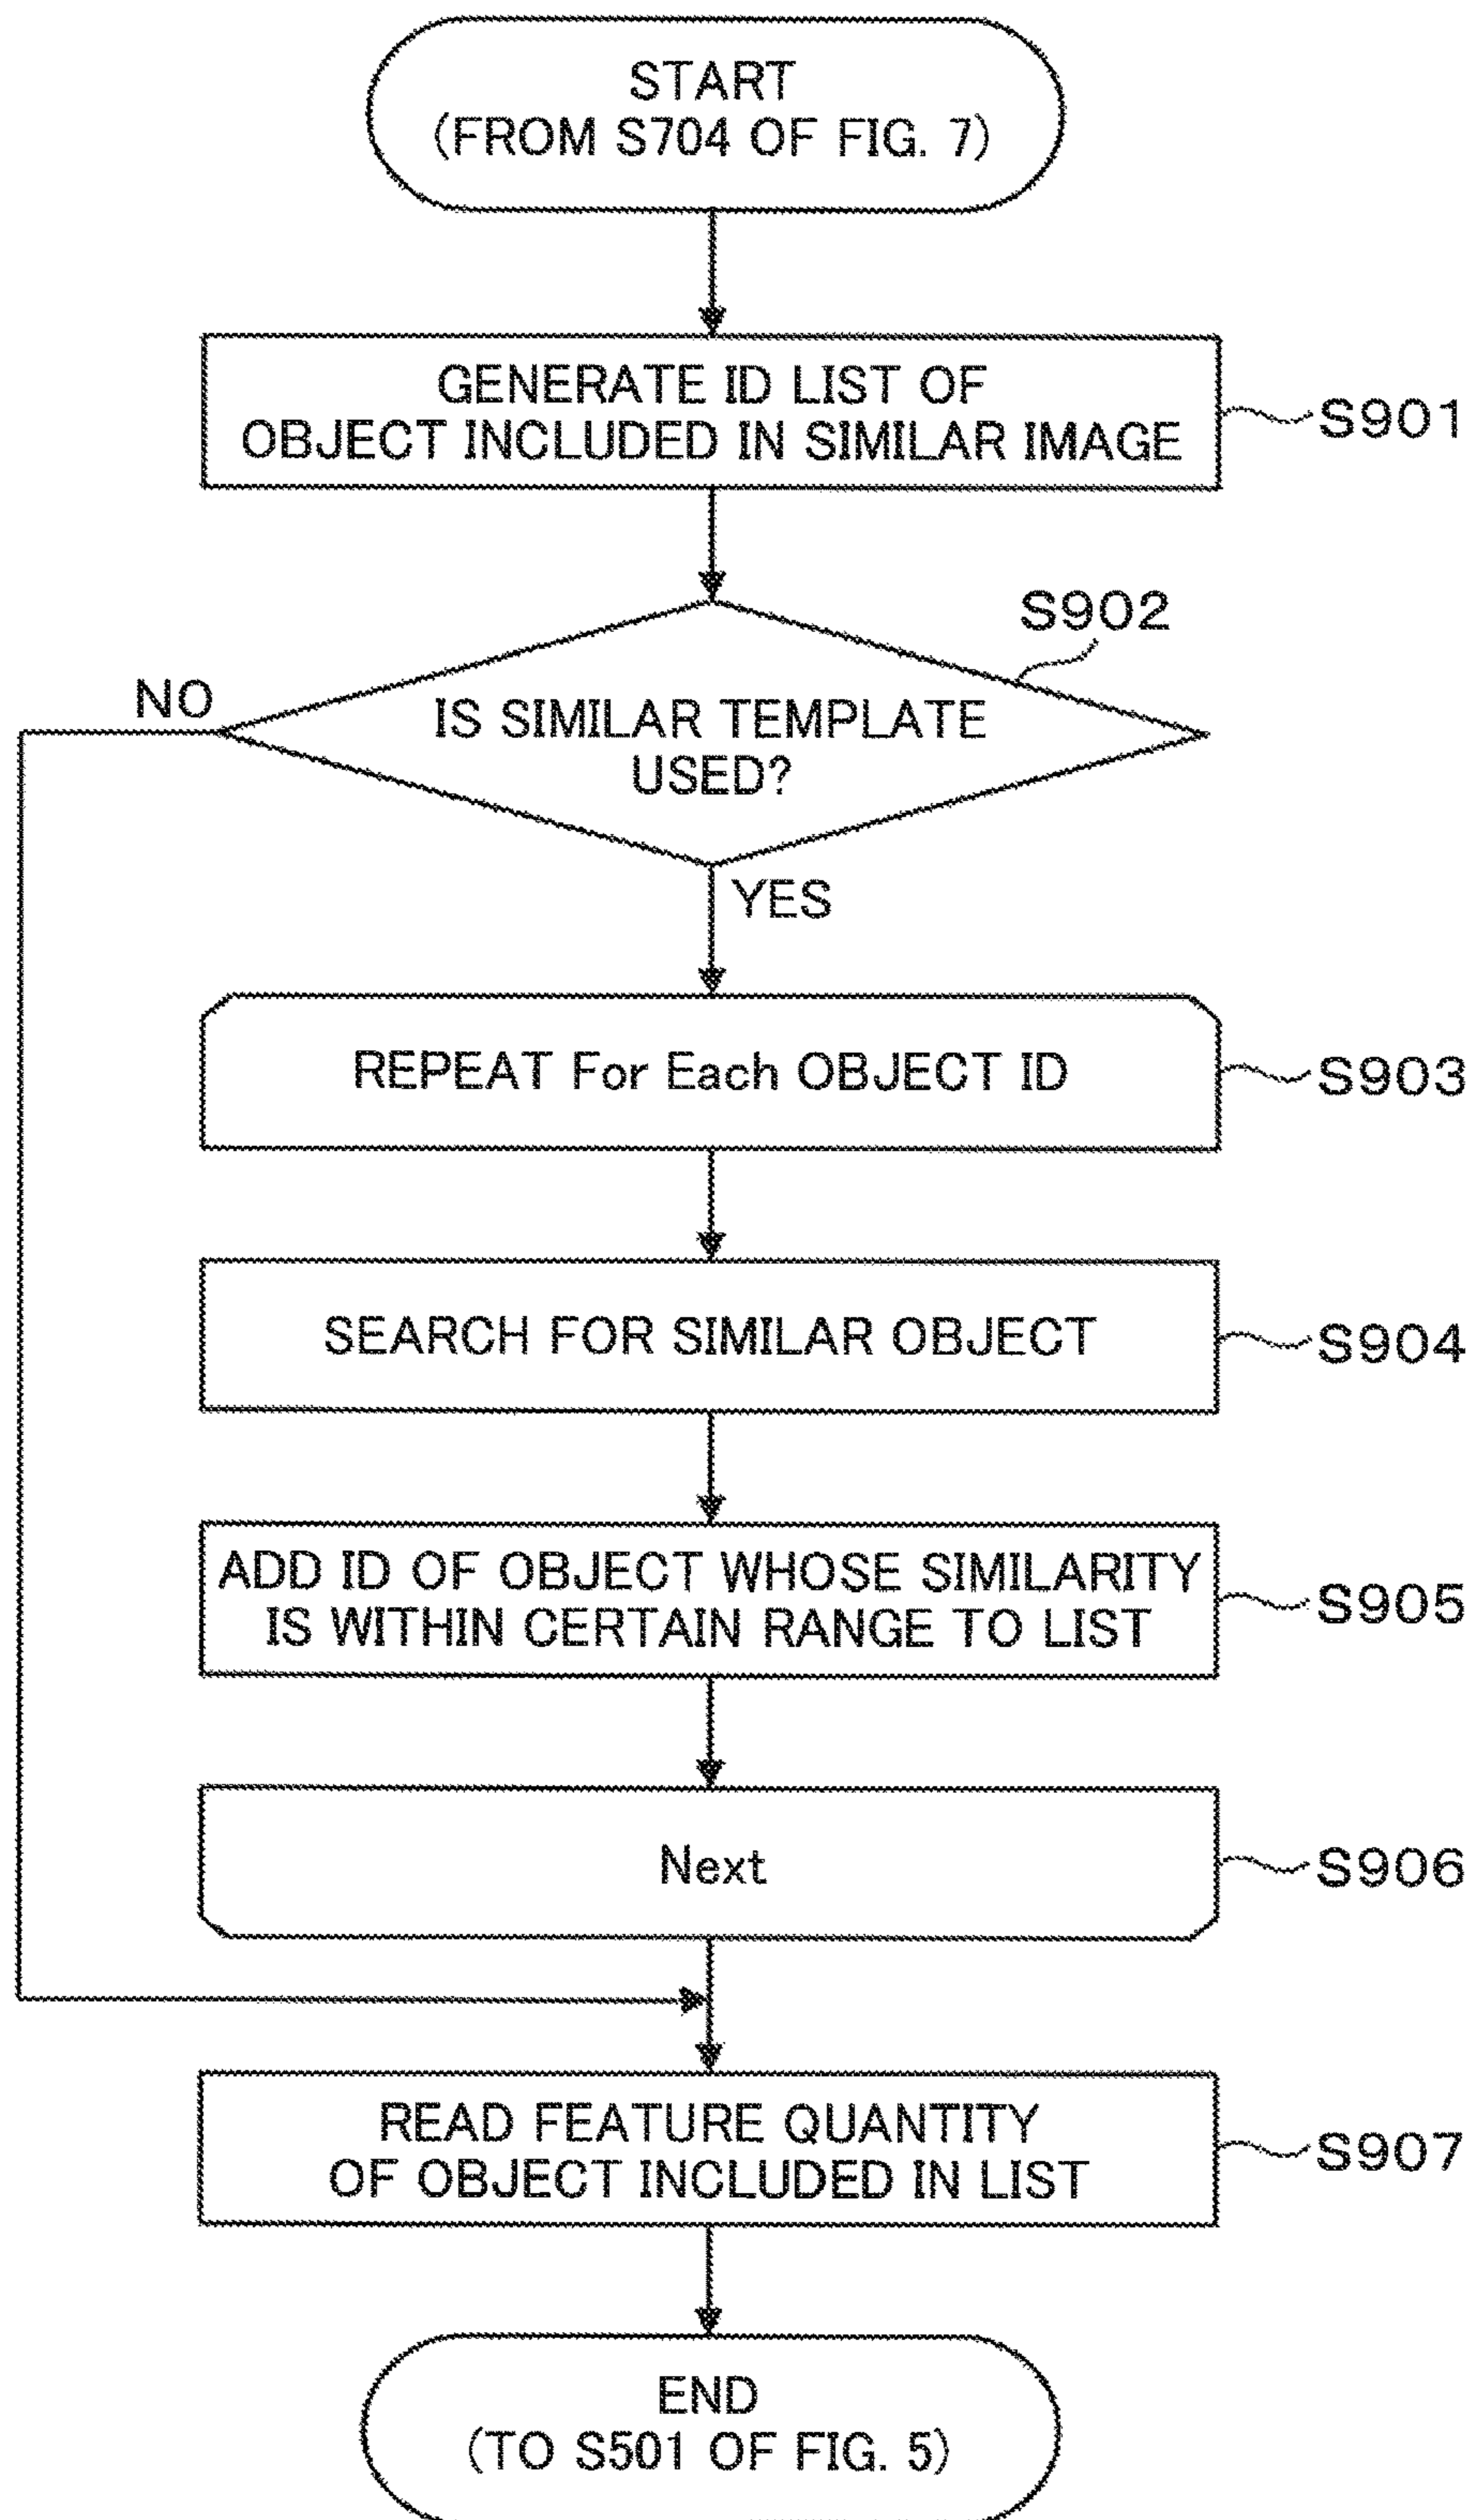 START
(FROM S704 OF FIG. 7)
GENERATE ID LIST OF
OBJECT INCLUDED IN SIMILAR IMAGE
S901
S902
NO
IS SIMILAR TEMPLATE
USED?
YES
REPEAT For Each OBJECT ID
S903
SEARCH FOR SIMILAR OBJECT
S904
ADD ID OF OBJECT WHOSE SIMILARITY
IS WITHIN CERTAIN RANGE TO LIST
S905
Next
S906
READ FEATURE QUANTITY
OF OBJECT INCLUDED IN LIST
S907
END
(TO S501 OF FIG. 5)